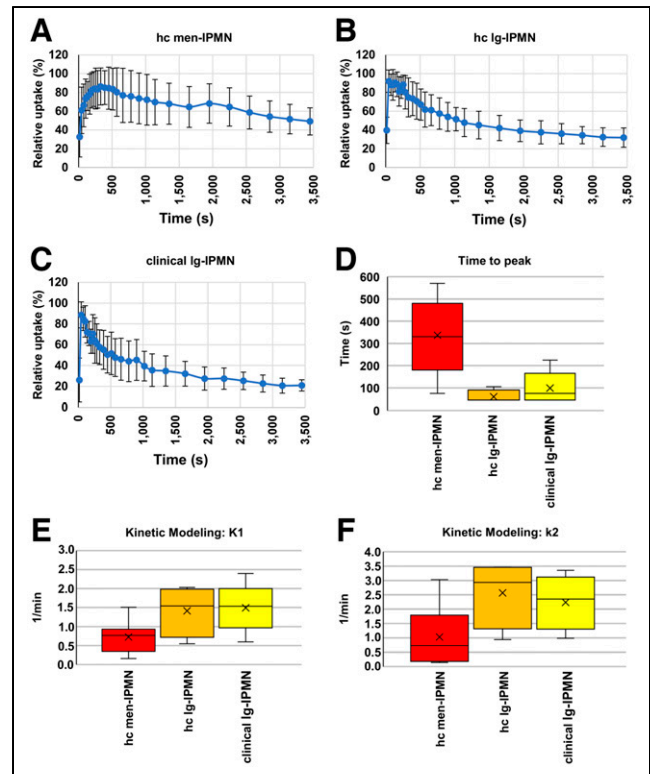 A
hc men-IPMN
Relative uptake (%)
120
100
80
60
40
20
0
0
500
1,000
1,500
2,000
2,500
3,000
3,500
Time (s)
B
hc lg-IPMN
Relative uptake (%)
120
100
80
60
40
20
0
0
500
1,000
1,500
2,000
2,500
3,000
3,500
Time (s)
C
clinical lg-IPMN
Relative uptake (%)
120
100
80
60
40
20
0
0
500
1,000
1,500
2,000
2,500
3,000
3,500
Time (s)
D
Time to peak
Time (s)
600
500
400
300
200
100
0
hc men-IPMN
hc lg-IPMN
clinical lg-IPMN
E
Kinetic Modeling: K1
1/min
3.0
2.5
2.0
1.5
1.0
0.5
0.0
hc men-IPMN
hc lg-IPMN
clinical lg-IPMN
F
Kinetic Modeling: k2
1/min
4.0
3.5
3.0
2.5
2.0
1.5
1.0
0.5
0.0
hc men-IPMN
hc lg-IPMN
clinical lg-IPMN